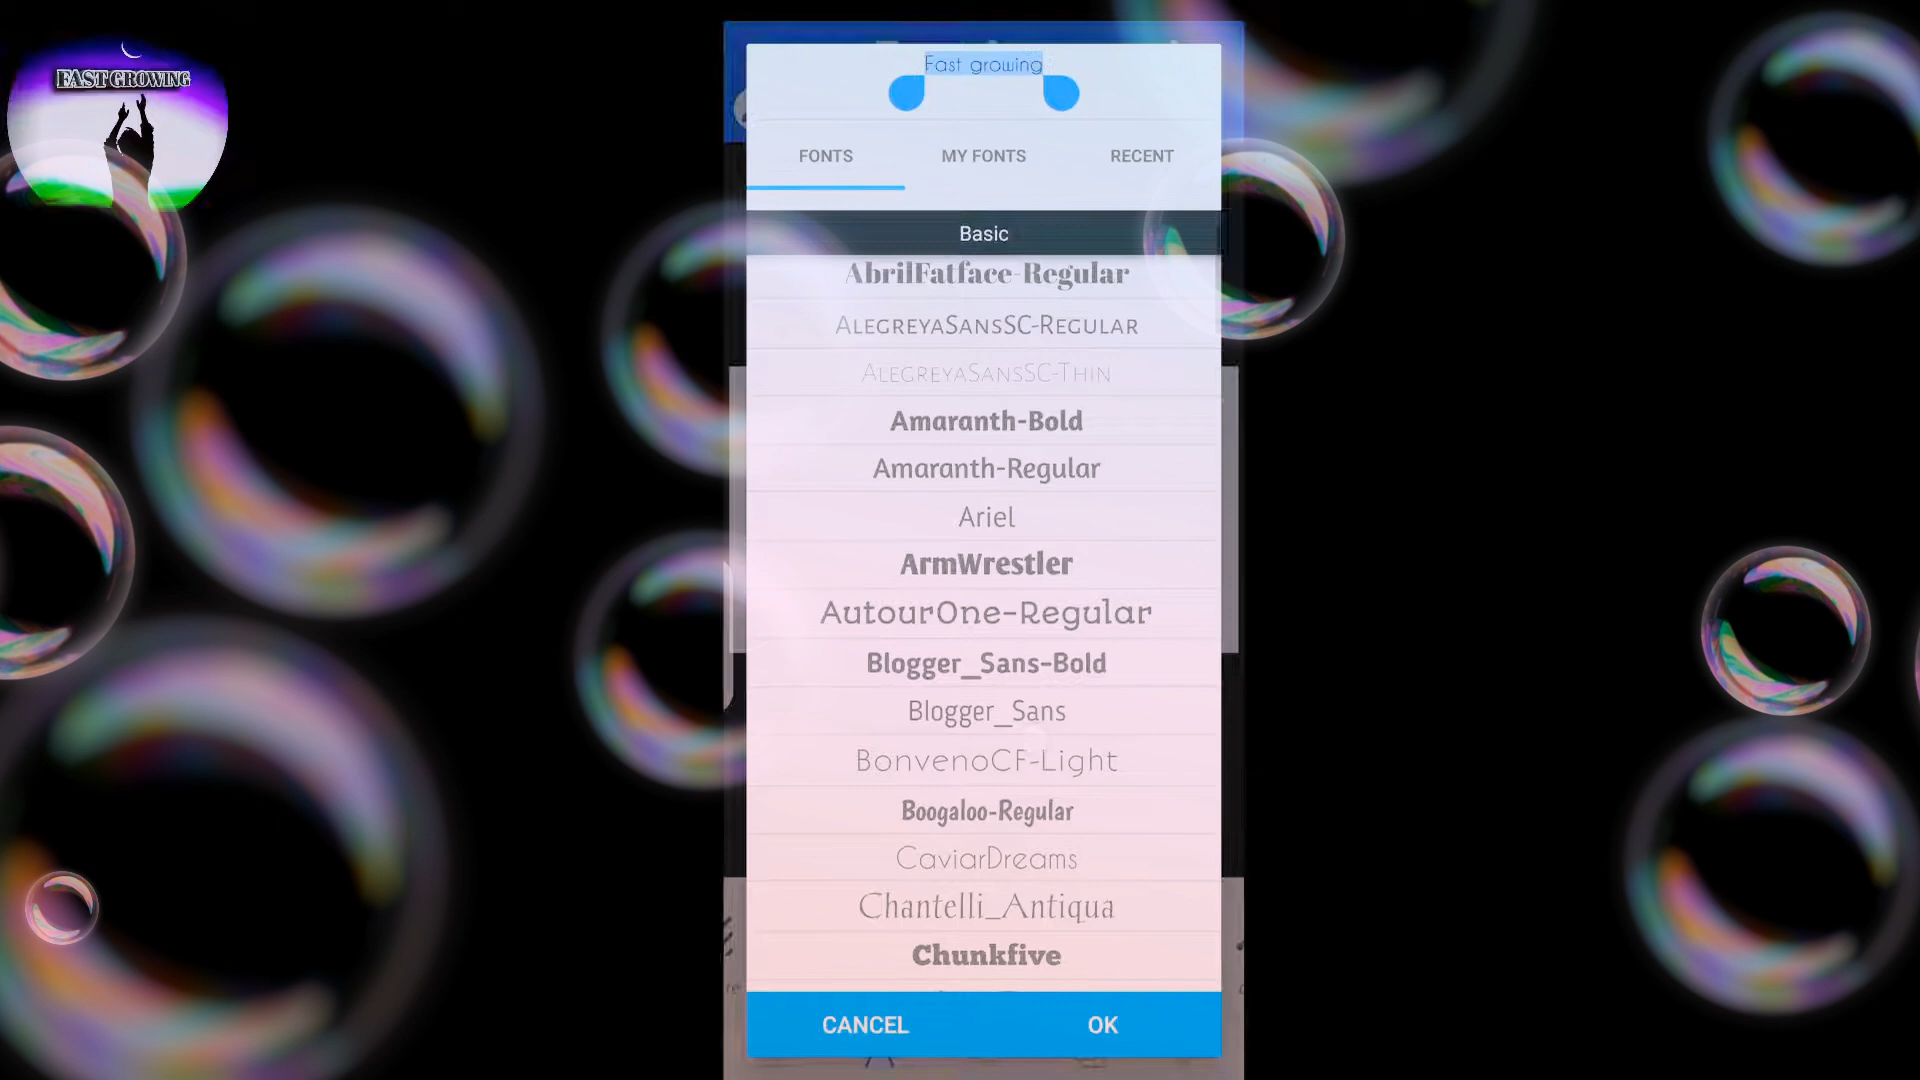 FAST GROWING
Fast growing
FONTS
MY FONTS
RECENT
Basic
AbrilFatface-Regular
AlegreyaSansSC-Regular
AlegreyaSansSC-Thin
Amaranth-Bold
Amaranth-Regular
Ariel
ArmWrestler
AutourOne-Regular
Blogger_Sans-Bold
Blogger_Sans
BonvenoCF-Light
Boogaloo-Regular
CaviarDreams
Chantelli_Antiqua
Chunkfive
CANCEL
OK